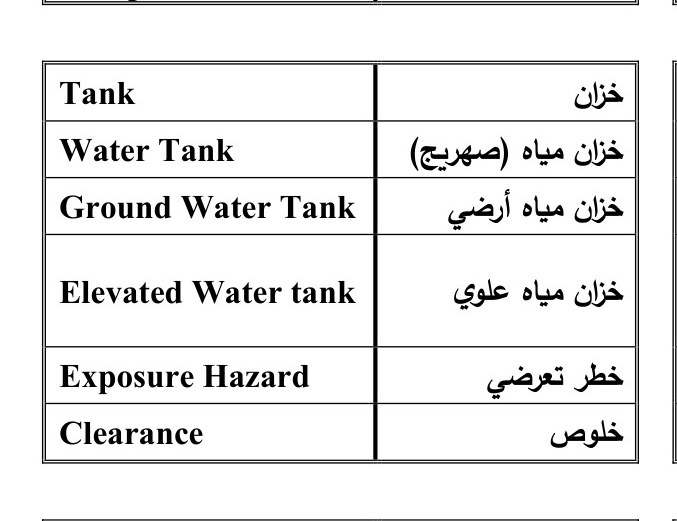 Tank خزان
Water Tank خزان مياه (صهريج)
Ground Water Tank خزان مياه أرضي
Elevated Water tank خزان مياه علوي
Exposure Hazard خطر تعرضي
Clearance خلوص